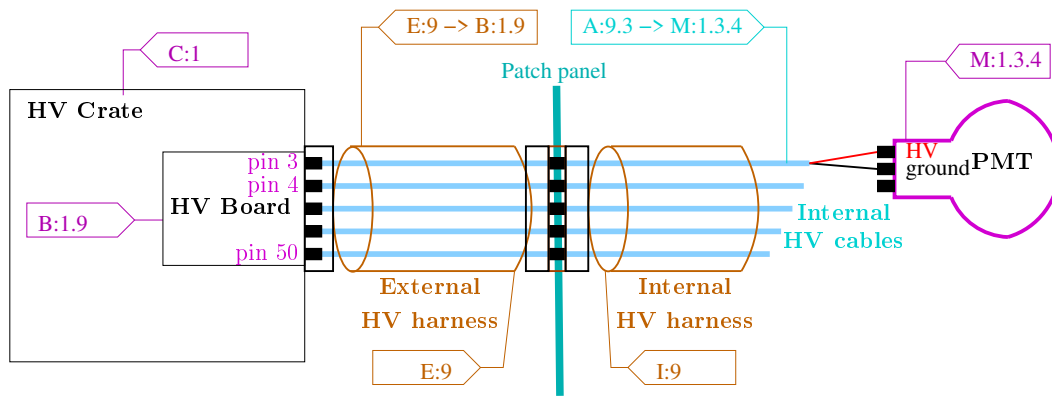 E:9 -> B:1.9
A:9.3 -> M:1.3.4
C:1
M:1.3.4
Patch panel
HV Crate
pin 3
HV
PMT
ground
pin 4
HV Board
B:1.9
Internal
HV cables
pin 50
External
HV harness
Internal
HV harness
E:9
I:9